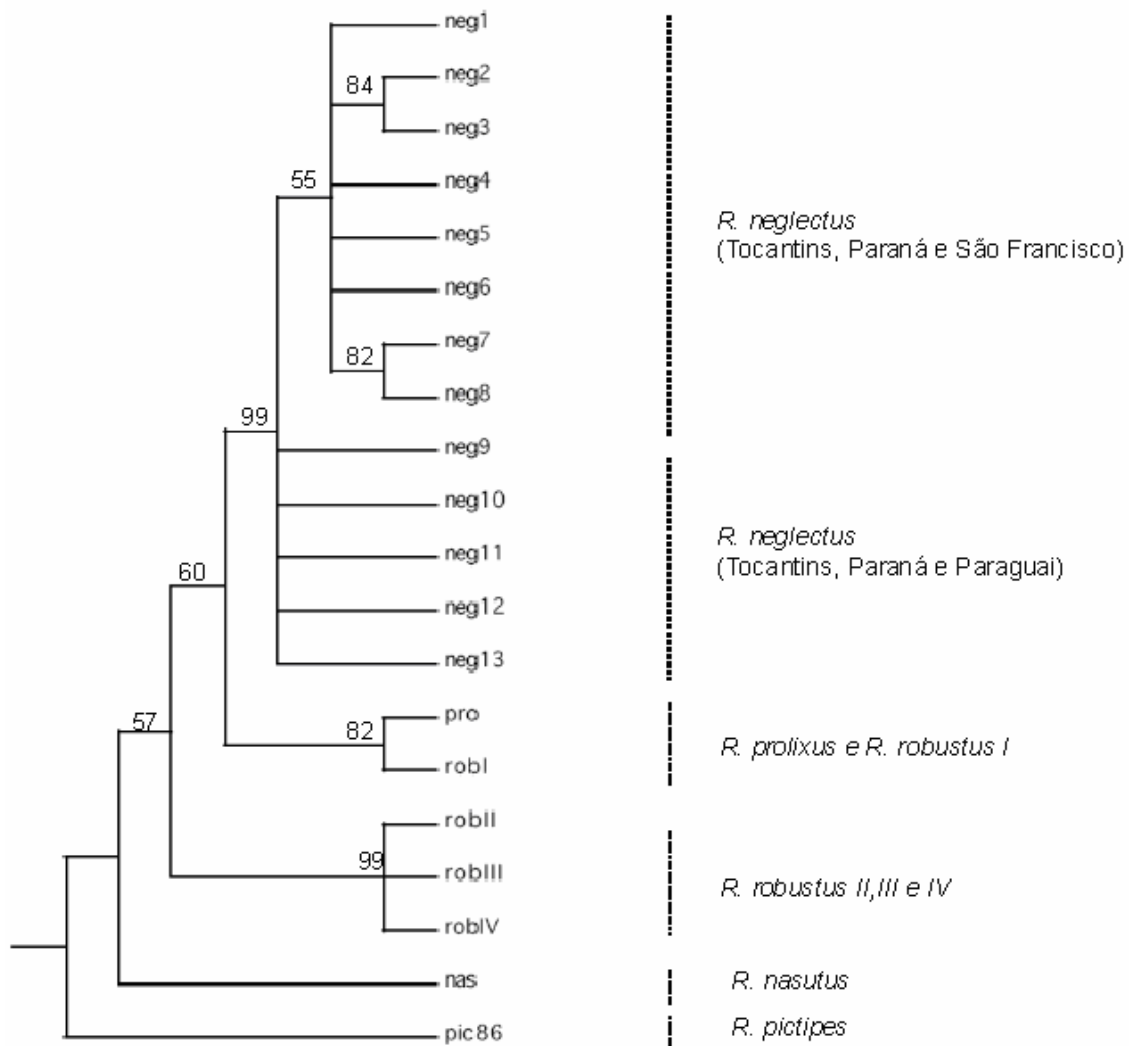 neg1
neg2
84
neg3
55
neg4
neg5
neg6
neg7
82
neg8
99
neg9
neg10
neg11
60
neg12
neg13
pro
57
82
robI
robII
99
robIII
robIV
nas
pic86
R. neglectus
(Tocantins, Paraná e São Francisco)
R. neglectus
(Tocantins, Paraná e Paraguai)
R. prolixus e R. robustus I
R. robustus II,III e IV
R. nasutus
R. pictipes